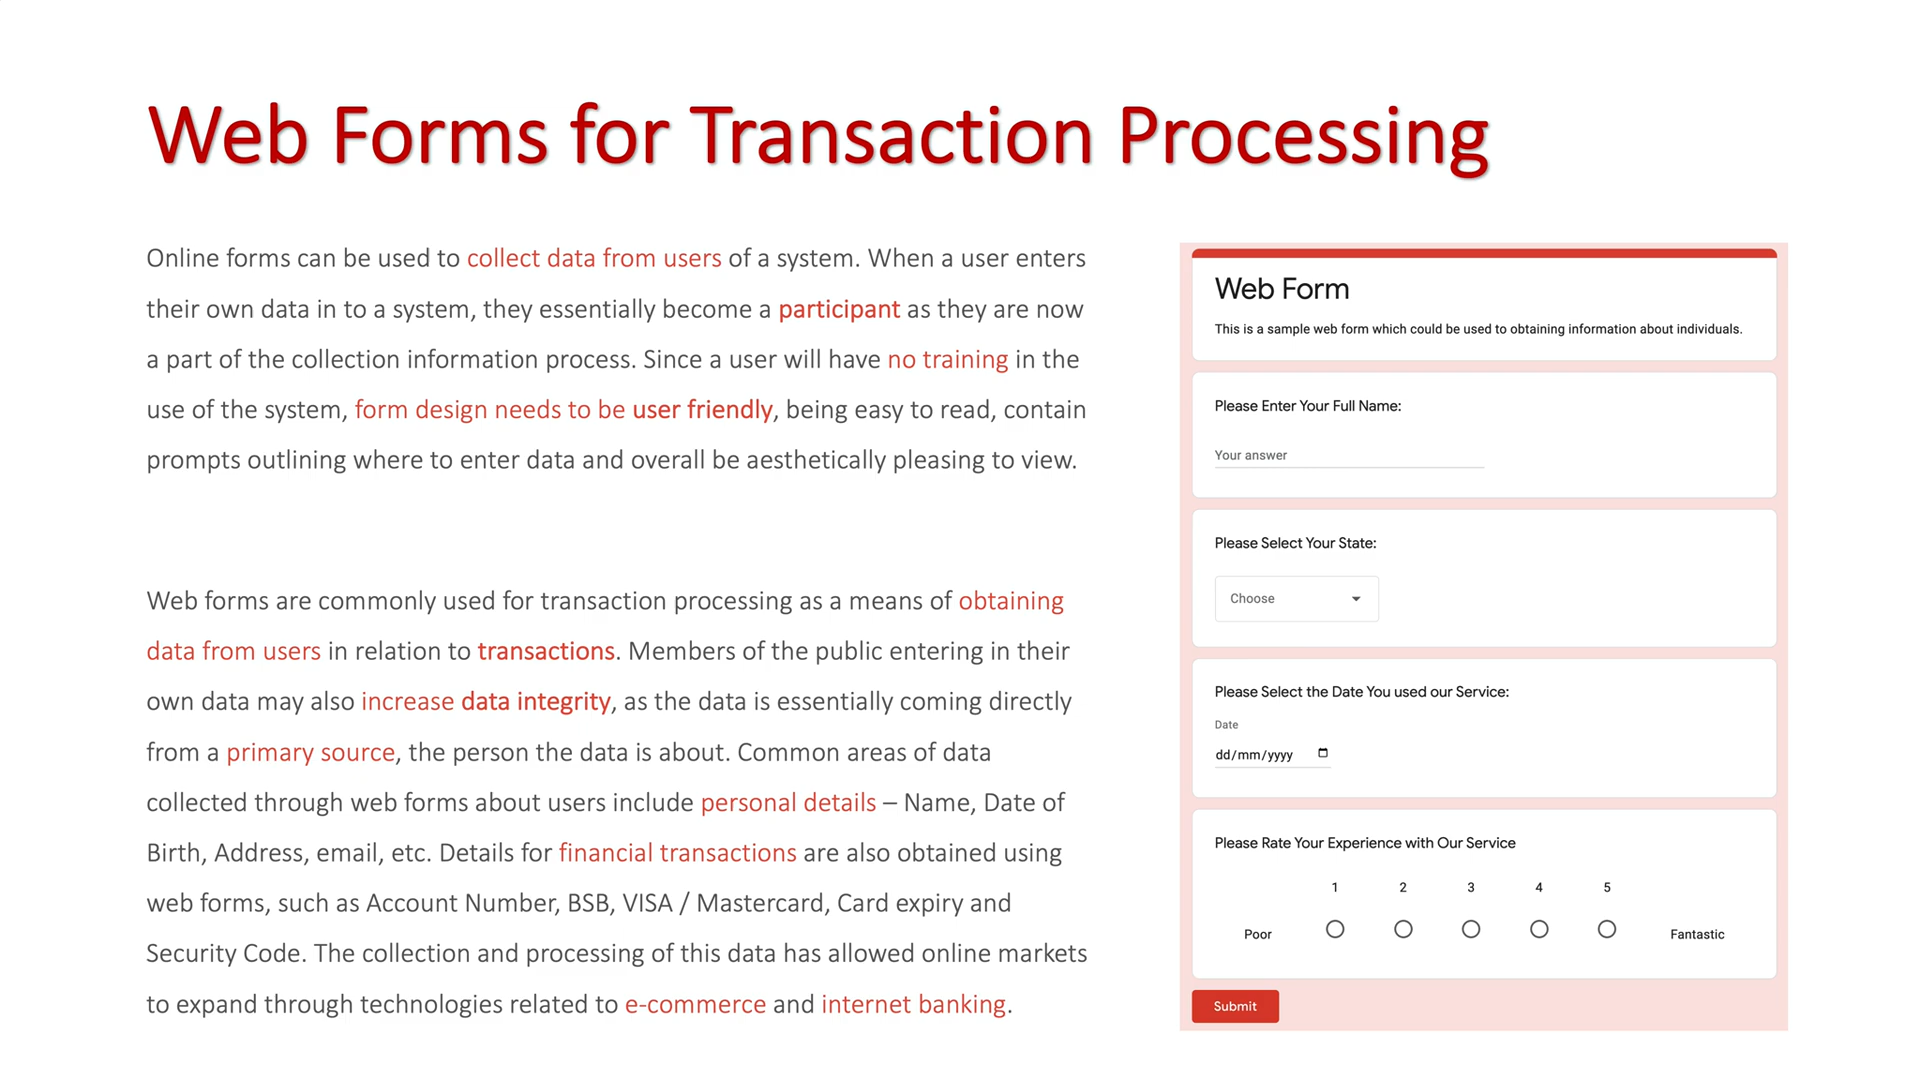 Web Forms for Transaction Processing
Online forms can be used to collect data from users of a system. When a user enters
their own data in to a system, they essentially become a participant as they are now
a part of the collection information process. Since a user will have no training in the
use of the system, form design needs to be user friendly, being easy to read, contain
prompts outlining where to enter data and overall be aesthetically pleasing to view.
Web forms are commonly used for transaction processing as a means of obtaining
data from users in relation to transactions. Members of the public entering in their
own data may also increase data integrity, as the data is essentially coming directly
from a primary source, the person the data is about. Common areas of data
collected through web forms about users include personal details – Name, Date of
Birth, Address, email, etc. Details for financial transactions are also obtained using
web forms, such as Account Number, BSB, VISA / Mastercard, Card expiry and
Security Code. The collection and processing of this data has allowed online markets
to expand through technologies related to e-commerce and internet banking.
Web Form
This is a sample web form which could be used to obtaining information about individuals.
Please Enter Your Full Name:
Your answer
Please Select Your State:
Choose
Please Select the Date You used our Service:
Date
dd/mm/yyyy
Please Rate Your Experience with Our Service
1 2 3 4 5
Poor Fantastic
Submit